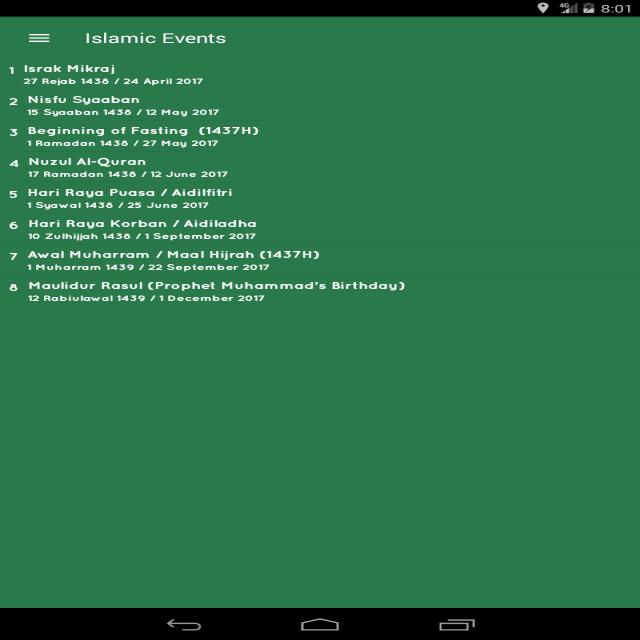 4G 8:01
Islamic Events
1 Israk Mikraj
27 Rejab 1438 / 24 April 2017
2 Nisfu Syaaban
15 Syaaban 1438 / 12 May 2017
3 Beginning of Fasting (1437H)
1 Ramadan 1438 / 27 May 2017
4 Nuzul Al-Quran
17 Ramadan 1438 / 12 June 2017
5 Hari Raya Puasa / Aidilfitri
1 Syawal 1438 / 25 June 2017
6 Hari Raya Korban / Aidiladha
10 Zulhijjah 1438 / 1 September 2017
7 Awal Muharram / Maal Hijrah (1437H)
1 Muharram 1439 / 22 September 2017
8 Maulidur Rasul (Prophet Muhammad's Birthday)
12 Rabiulawal 1439 / 1 December 2017